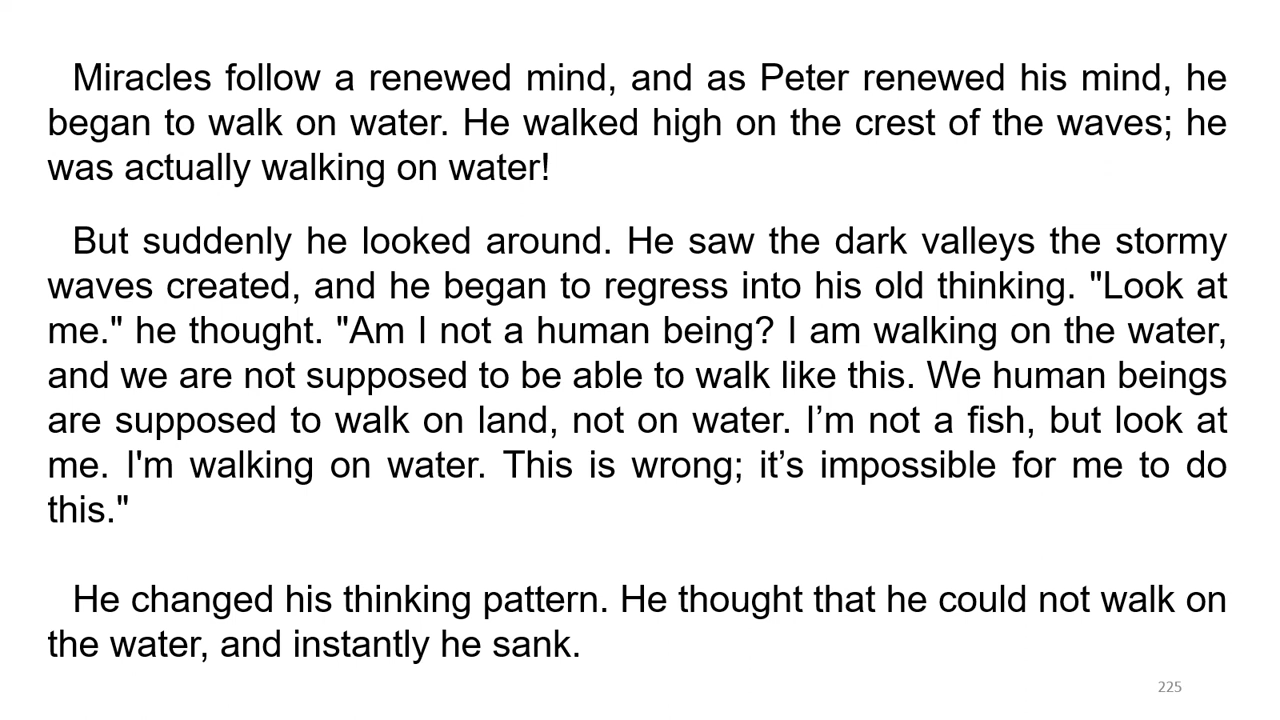 Miracles follow a renewed mind, and as Peter renewed his mind, he
began to walk on water. He walked high on the crest of the waves; he
was actually walking on water!
But suddenly he looked around. He saw the dark valleys the stormy
waves created, and he began to regress into his old thinking. "Look at
me." he thought. "Am I not a human being? I am walking on the water,
and we are not supposed to be able to walk like this. We human beings
are supposed to walk on land, not on water. I’m not a fish, but look at
me. I'm walking on water. This is wrong; it’s impossible for me to do
this."
He changed his thinking pattern. He thought that he could not walk on
the water, and instantly he sank.
225